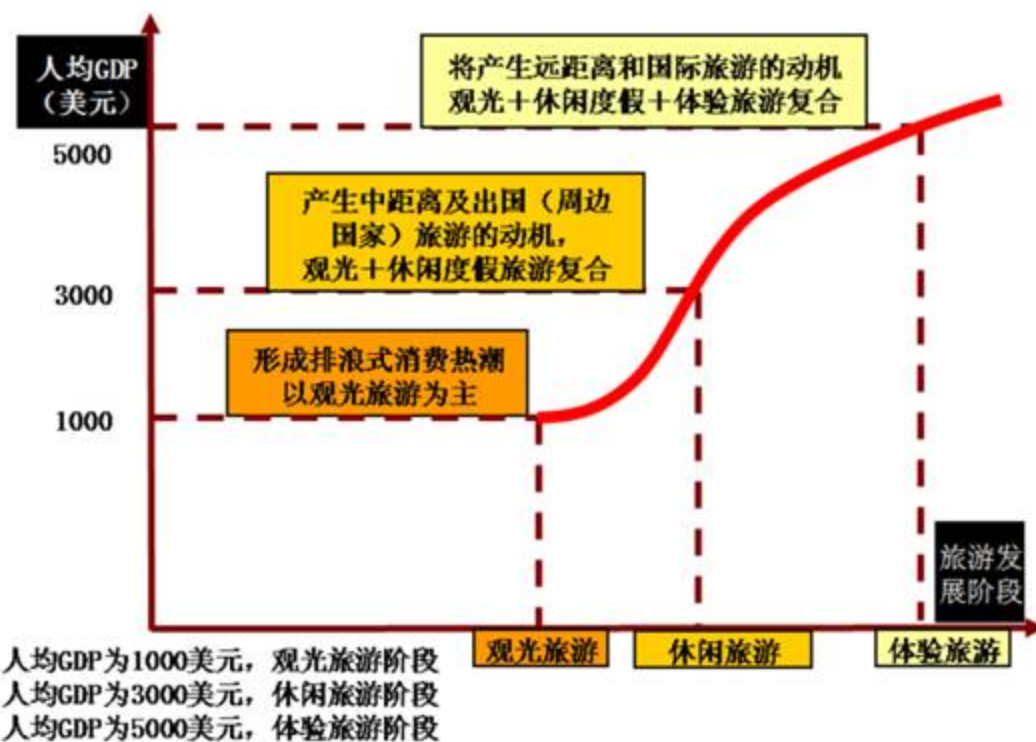 人均GDP
（美元）
将产生远距离和国际旅游的动机
观光＋休闲度假＋体验旅游复合
5000
产生中距离及出国（周边
国家）旅游的动机，
观光＋休闲度假旅游复合
3000
形成排浪式消费热潮
以观光旅游为主
1000
旅游发
展阶段
观光旅游
休闲旅游
体验旅游
人均GDP为1000美元，观光旅游阶段
人均GDP为3000美元，休闲旅游阶段
人均GDP为5000美元，体验旅游阶段